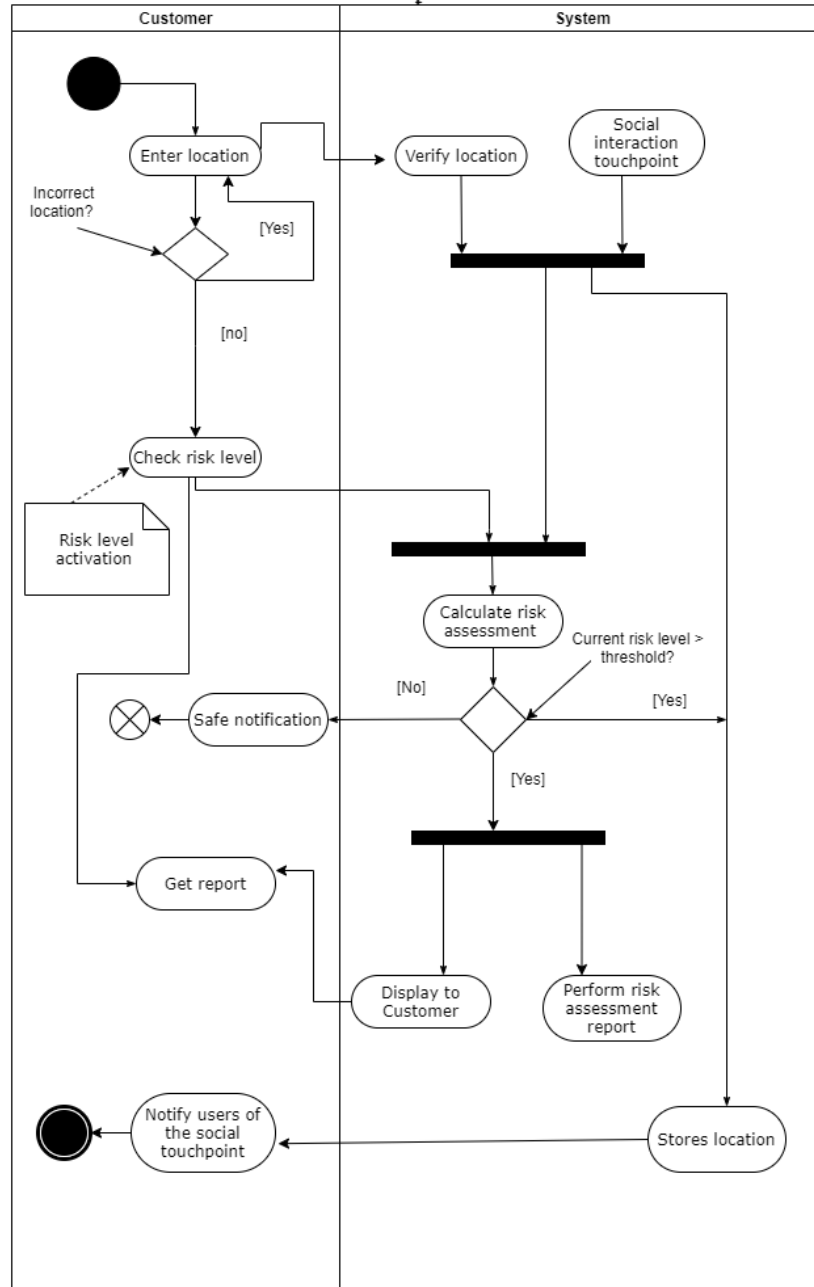 Customer
System
Enter location
Verify location
Social
interaction
touchpoint
Incorrect
location?
[Yes]
[no]
Check risk level
Risk level
activation
Calculate risk
assessment
Current risk level >
threshold?
[No]
[Yes]
Safe notification
[Yes]
Get report
Display to
Customer
Perform risk
assessment
report
Notify users of
the social
touchpoint
Stores location